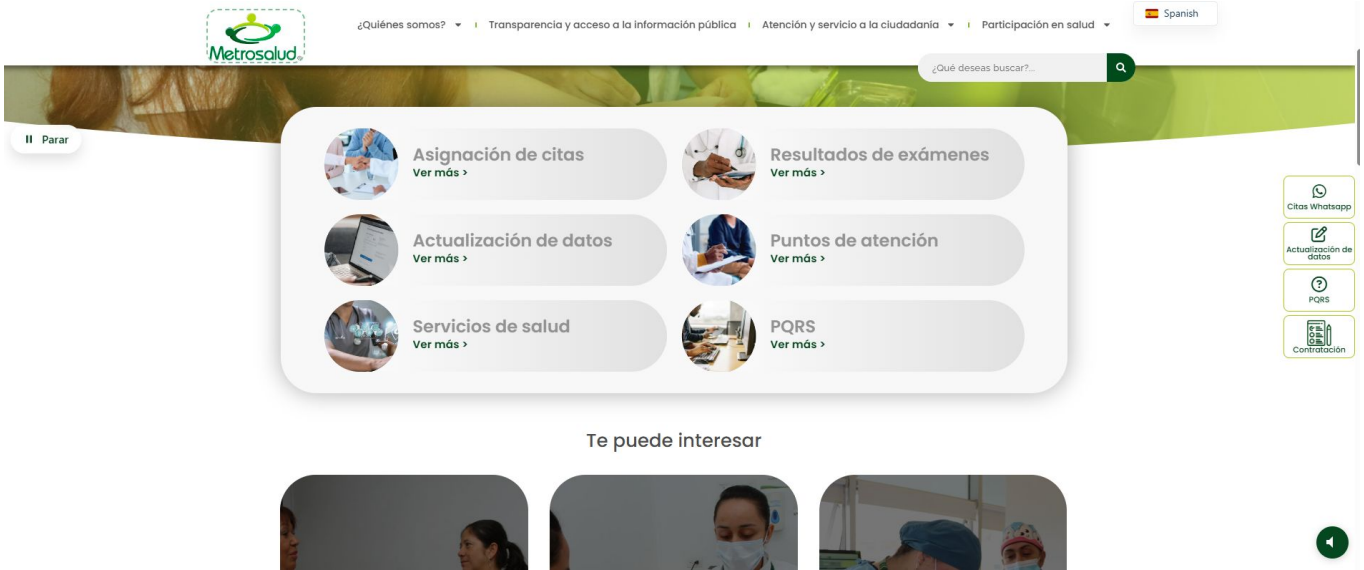 Spanish
¿Quiénes somos?
Transparencia y acceso a la información pública
Atención y servicio a la ciudadanía
Participación en salud
Metrosalud
¿Qué deseas buscar?...
Parar
Asignación de citas
Ver más >
Resultados de exámenes
Ver más >
Actualización de datos
Ver más >
Puntos de atención
Ver más >
Servicios de salud
Ver más >
PQRS
Ver más >
Citas Whatsapp
Actualización de
datos
PQRS
Contratación
Te puede interesar